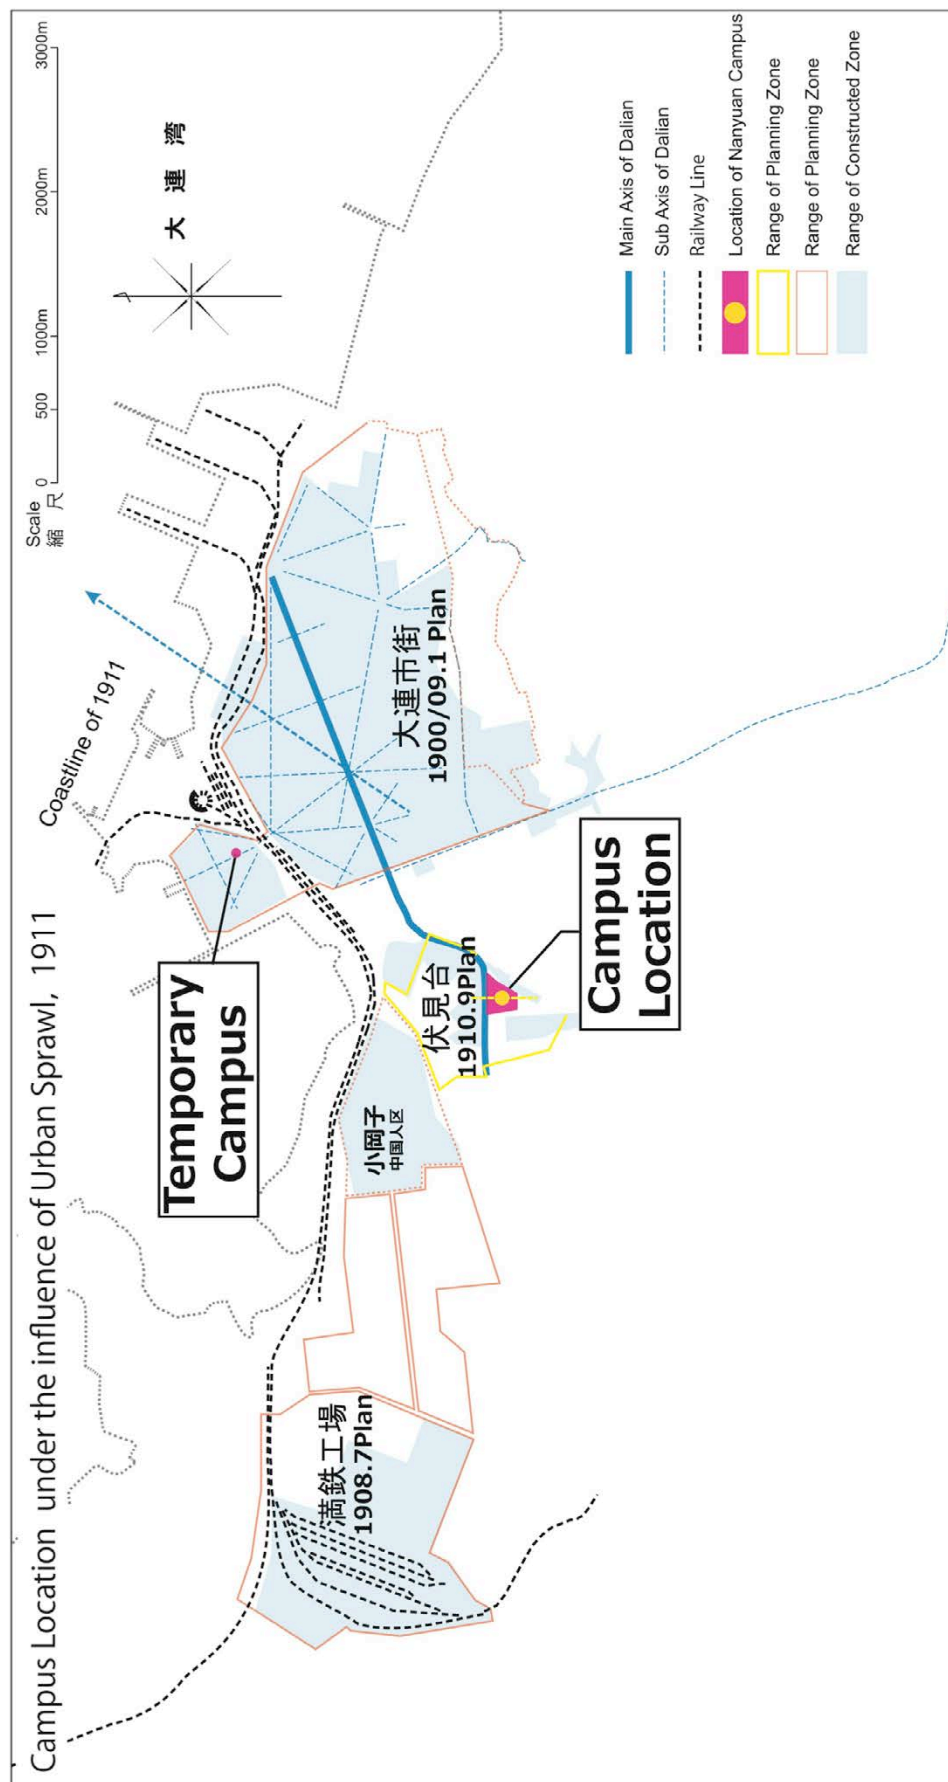 Campus Location under the influence of Urban Sprawl, 1911
Scale
縮 尺
0 500 1000m 2000m 3000m
大 連 湾
Coastline of 1911
Temporary
Campus
大連市街
1900/09.1 Plan
伏見台
1910.9Plan
小岡子
中国人区
満鉄工場
1908.7Plan
Campus
Location
Main Axis of Dalian
Sub Axis of Dalian
Railway Line
Location of Nanyuan Campus
Range of Planning Zone
Range of Planning Zone
Range of Constructed Zone